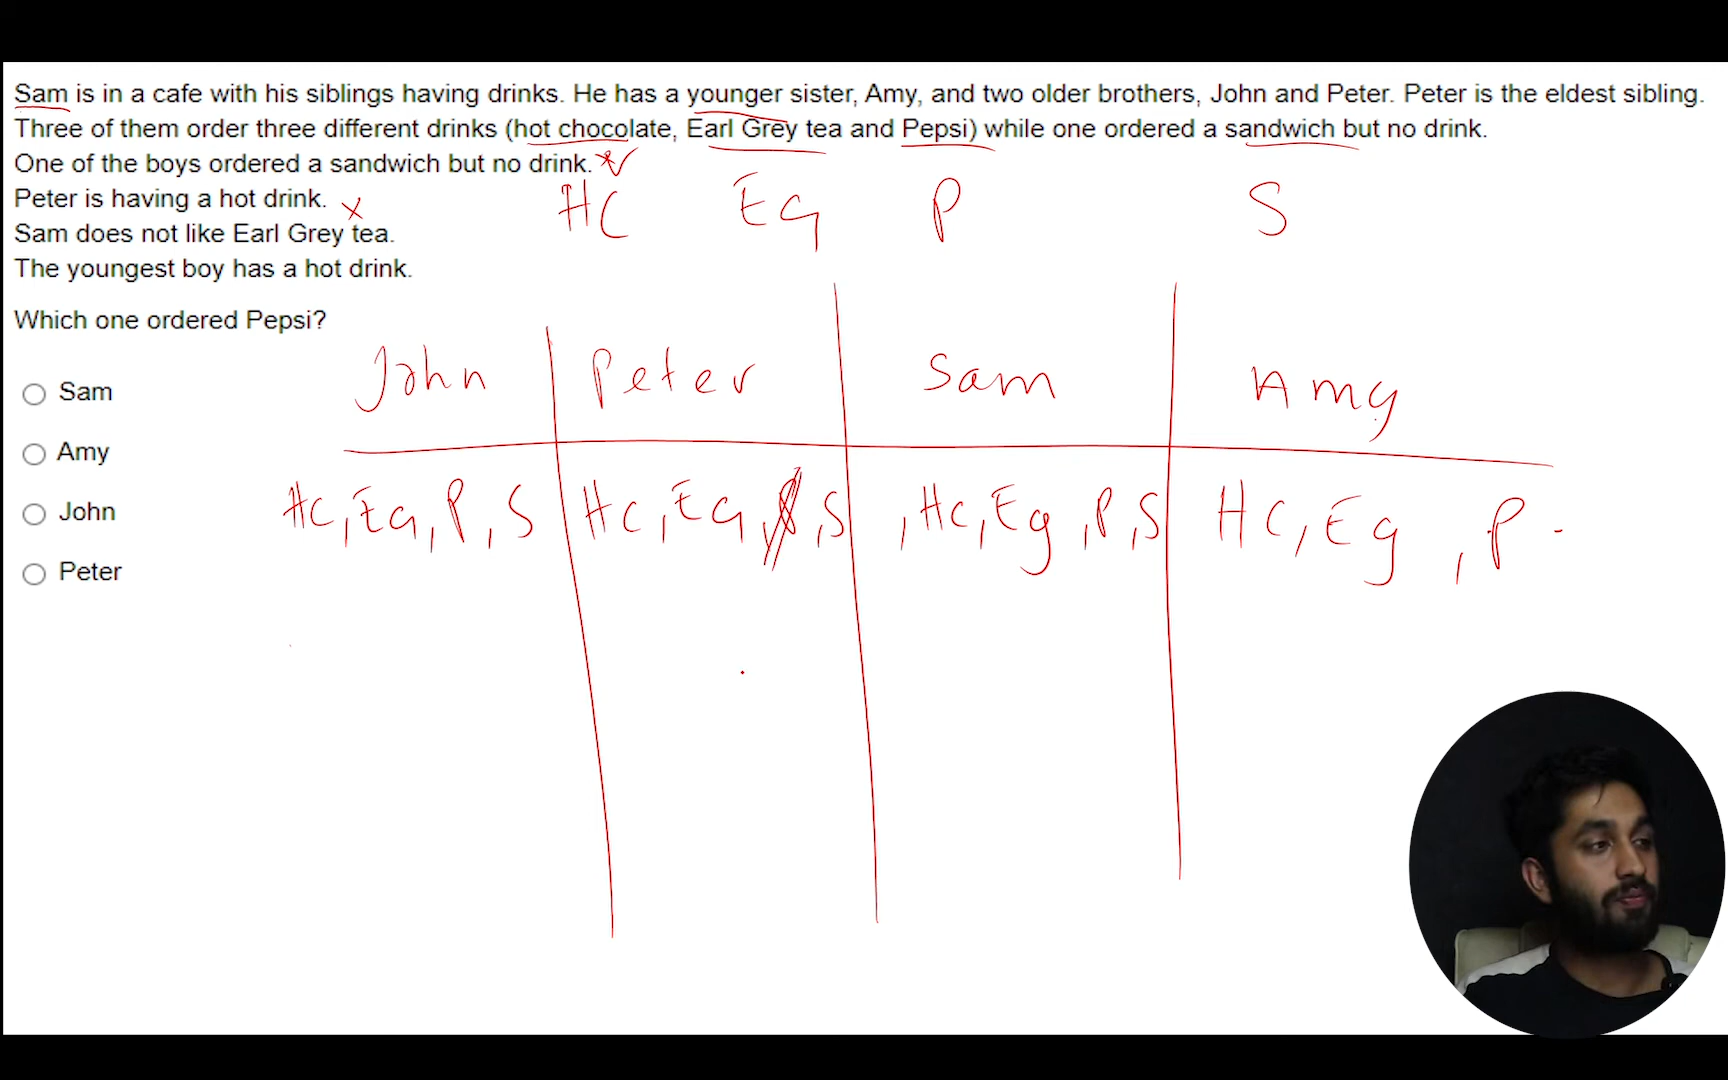 Sam is in a cafe with his siblings having drinks. He has a younger sister, Amy, and two older brothers, John and Peter. Peter is the eldest sibling.
Three of them order three different drinks (hot chocolate, Earl Grey tea and Pepsi) while one ordered a sandwich but no drink.
One of the boys ordered a sandwich but no drink.
Peter is having a hot drink.
Sam does not like Earl Grey tea.
The youngest boy has a hot drink.
HC EG P S
Which one ordered Pepsi?
Sam
Amy
John
Peter
John Peter Sam Amy
HC, EG, P, S HC, EG, P, S , HC, Eg, P, S HC, Eg, P